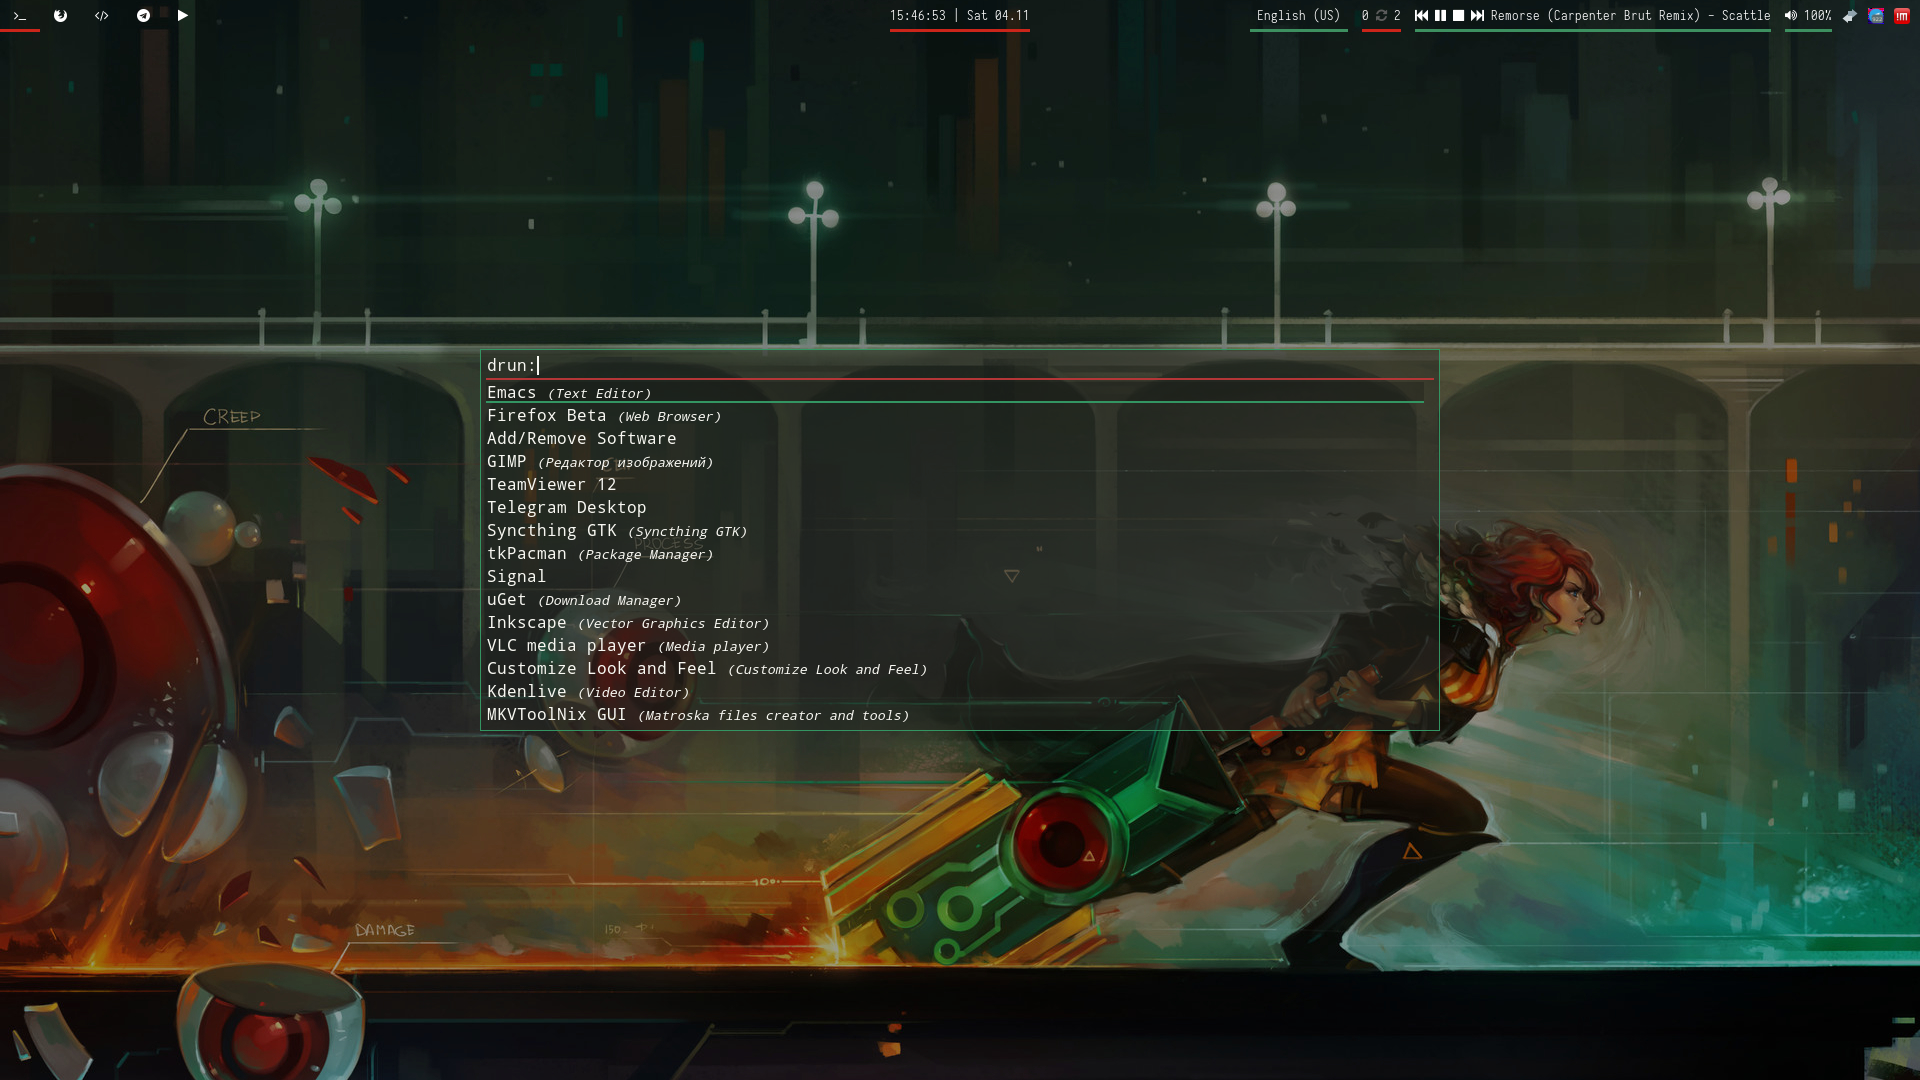 15:46:53 | Sat 04.11
English (US) 0 2 Remorse (Carpenter Brut Remix) - Scattle 100%
drun:
Emacs (Text Editor)
Firefox Beta (Web Browser)
Add/Remove Software
GIMP (Редактор изображений)
TeamViewer 12
Telegram Desktop
Syncthing GTK (Syncthing GTK)
tkPacman (Package Manager)
Signal
uGet (Download Manager)
Inkscape (Vector Graphics Editor)
VLC media player (Media player)
Customize Look and Feel (Customize Look and Feel)
Kdenlive (Video Editor)
MKVToolNix GUI (Matroska files creator and tools)
CREEP
PROCESS
DAMAGE